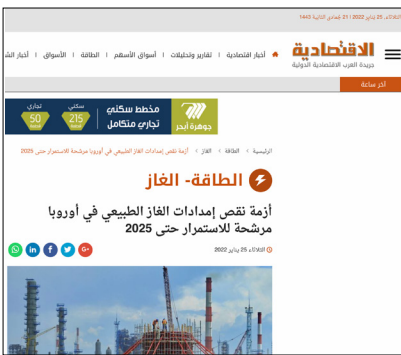 الثلاثاء، 25 يناير 2022 | 21 جمادى الثانية 1443
الاقتصادية
جريدة العرب الاقتصادية الدولية
أخبار اقتصادية | تقارير وتحليلات | أسواق الأسهم | الطاقة | الأسواق | أخبار الش
آخر ساعة
جوهرة أبحر
مخطط سكني
تجاري متكامل
سكني
215
تجاري
50
الرئيسية > الطاقة > الغاز > أزمة نقص إمدادات الغاز الطبيعي في أوروبا مرشحة للاستمرار حتى 2025
الطاقة- الغاز
أزمة نقص إمدادات الغاز الطبيعي في أوروبا
مرشحة للاستمرار حتى 2025
الثلاثاء 25 يناير 2022
G+
f
in